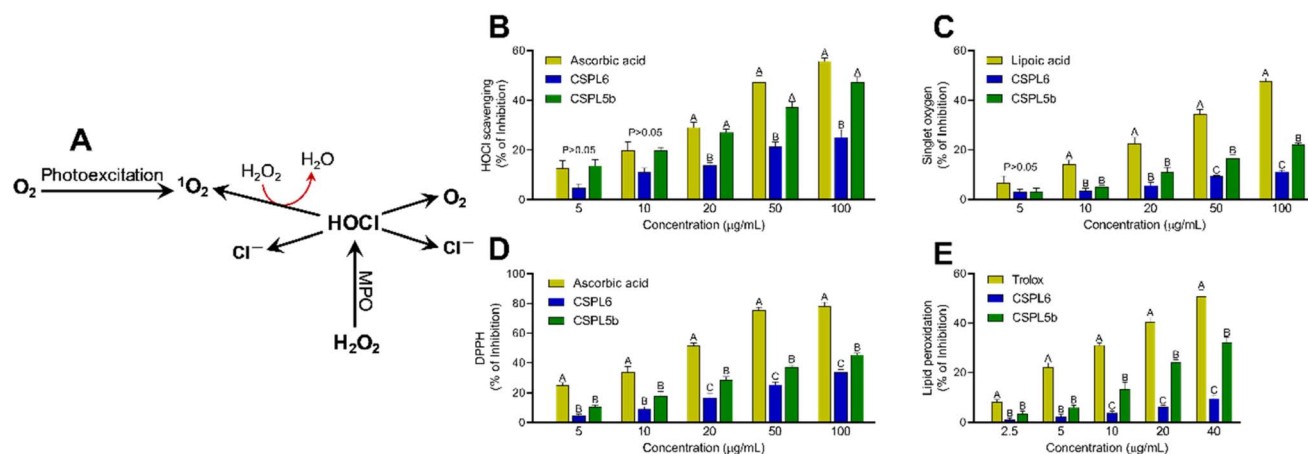 A
O₂
Photoexcitation
¹O₂
H₂O₂
H₂O
HOCl
O₂
Cl⁻
Cl⁻
MPO
H₂O₂
B
HOCl scavenging
(% of Inhibition)
60
40
20
0
Ascorbic acid
CSPL6
CSPL5b
P>0.05
P>0.05
A
B
A
A
B
A
A
B
A
5 10 20 50 100
Concentration (µg/mL)
C
Singlet oxygen
(% of Inhibition)
60
40
20
0
Lipoic acid
CSPL6
CSPL5b
P>0.05
A
B
B
A
B
B
A
C
B
A
C
B
5 10 20 50 100
Concentration (µg/mL)
D
DPPH
(% of Inhibition)
100
80
60
40
20
0
Ascorbic acid
CSPL6
CSPL5b
A
B
B
A
B
B
A
C
B
A
C
B
A
C
B
5 10 20 50 100
Concentration (µg/mL)
E
Lipid peroxidation
(% of Inhibition)
60
40
20
0
Trolox
CSPL6
CSPL5b
A
B
B
A
B
B
A
C
B
A
C
B
A
C
B
2.5 5 10 20 40
Concentration (µg/mL)